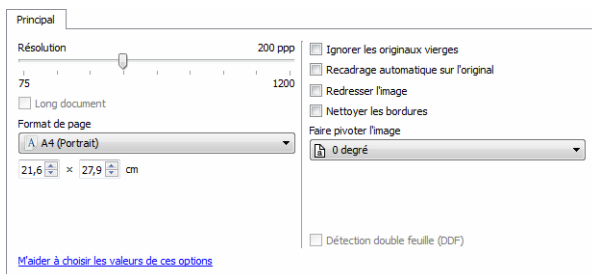 Principal
Résolution 200 ppp
75 1200
Long document
Format de page
A4 (Portrait)
21,6 × 27,9 cm
M'aider à choisir les valeurs de ces options
Ignorer les originaux vierges
Recadrage automatique sur l'original
Redresser l'image
Nettoyer les bordures
Faire pivoter l'image
0 degré
Détection double feuille (DDF)